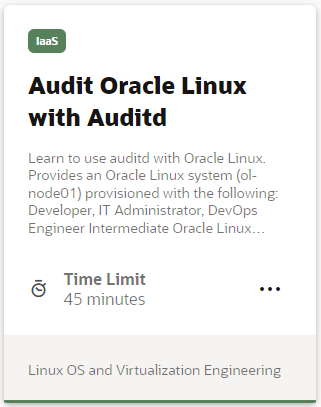 IaaS
Audit Oracle Linux
with Auditd
Learn to use auditd with Oracle Linux.
Provides an Oracle Linux system (ol-
node01) provisioned with the following:
Developer, IT Administrator, DevOps
Engineer Intermediate Oracle Linux...
Time Limit
45 minutes
Linux OS and Virtualization Engineering